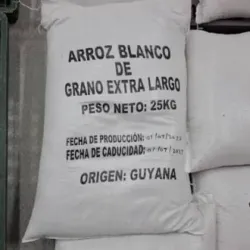 ARROZ BLANCO
DE
GRANO EXTRA LARGO
PESO NETO: 25KG
FECHA DE PRODUCCIÓN:
FECHA DE CADUCIDAD:
ORIGEN: GUYANA